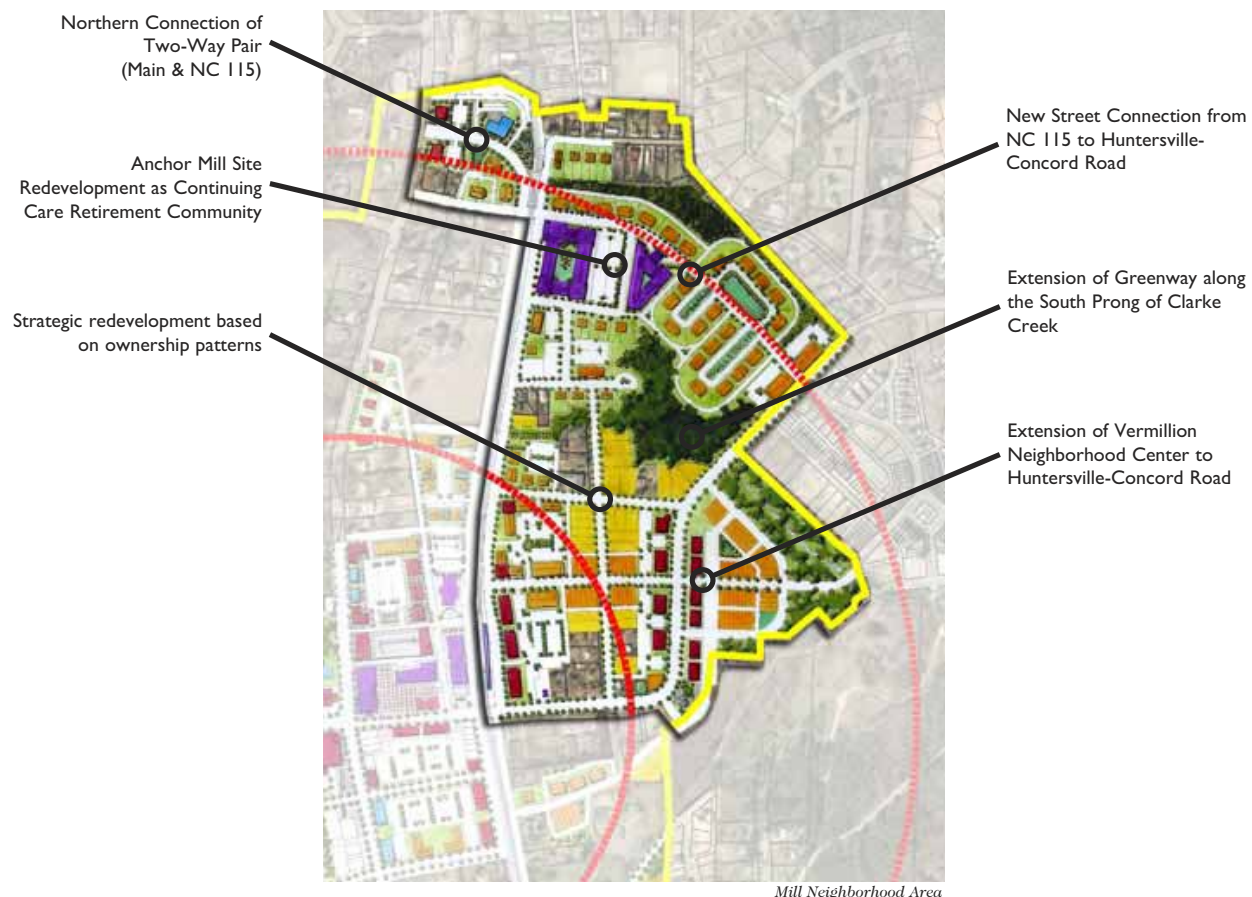 Northern Connection of
Two-Way Pair
(Main & NC 115)
Anchor Mill Site
Redevelopment as Continuing
Care Retirement Community
Strategic redevelopment based
on ownership patterns
New Street Connection from
NC 115 to Huntersville-
Concord Road
Extension of Greenway along
the South Prong of Clarke
Creek
Extension of Vermillion
Neighborhood Center to
Huntersville-Concord Road
Mill Neighborhood Area